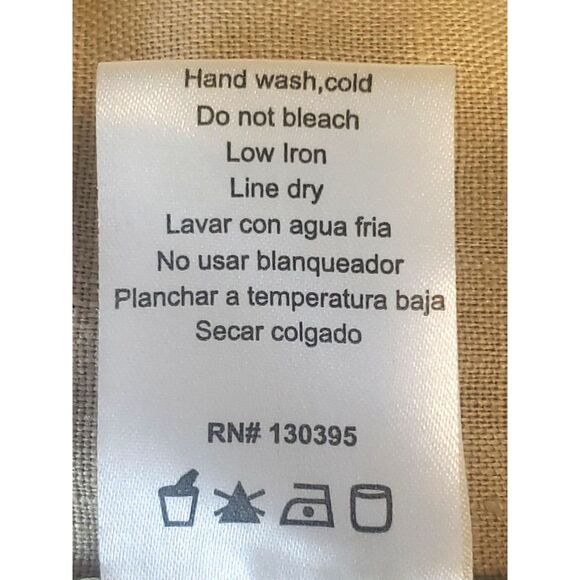 Hand wash,cold
Do not bleach
Low Iron
Line dry
Lavar con agua fria
No usar blanqueador
Planchar a temperatura baja
Secar colgado
RN# 130395